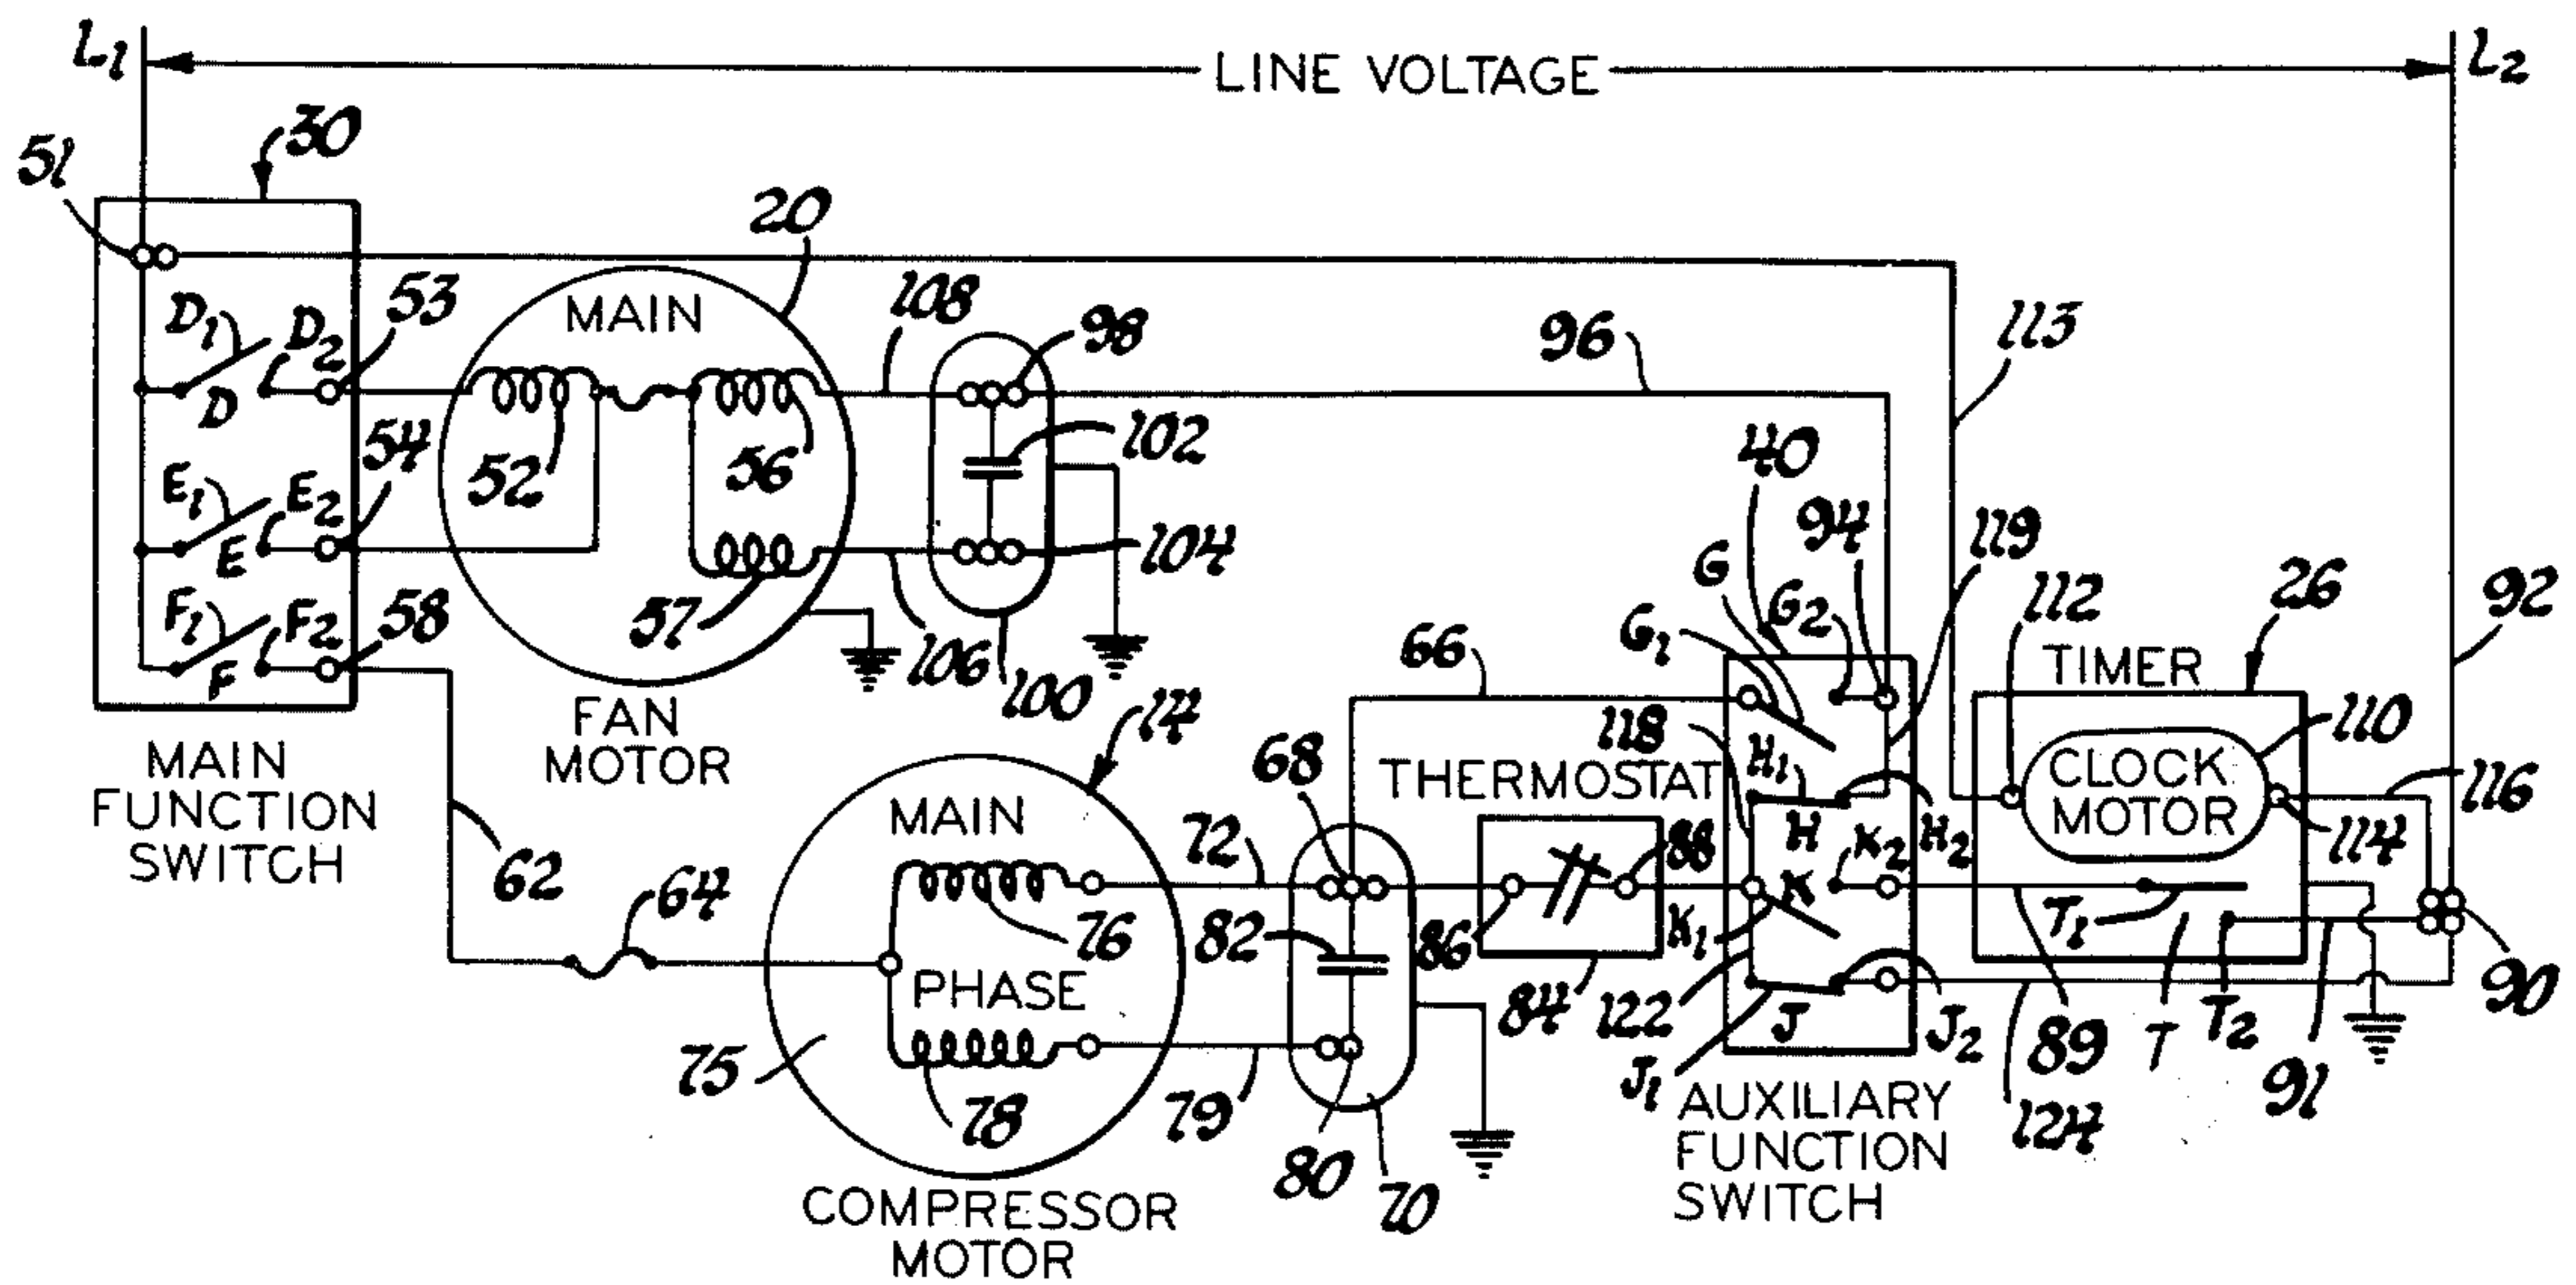 L1
LINE VOLTAGE
L2
51
30
20
D1
D2
53
MAIN
108
98
96
113
D
52
56
102
40
E1
E2
54
E
57
104
94
119
G
G1
G2
F1
F2
58
F
106
100
66
112
26
92
TIMER
MAIN
FUNCTION
SWITCH
FAN
MOTOR
14
68
118
THERMOSTAT
H1
H
H2
110
CLOCK
MOTOR
114
116
62
64
MAIN
76
72
82
86
88
K1
K
K2
T1
T
T2
90
PHASE
75
78
79
80
70
84
122
J1
J
J2
89
124
91
COMPRESSOR
MOTOR
AUXILIARY
FUNCTION
SWITCH